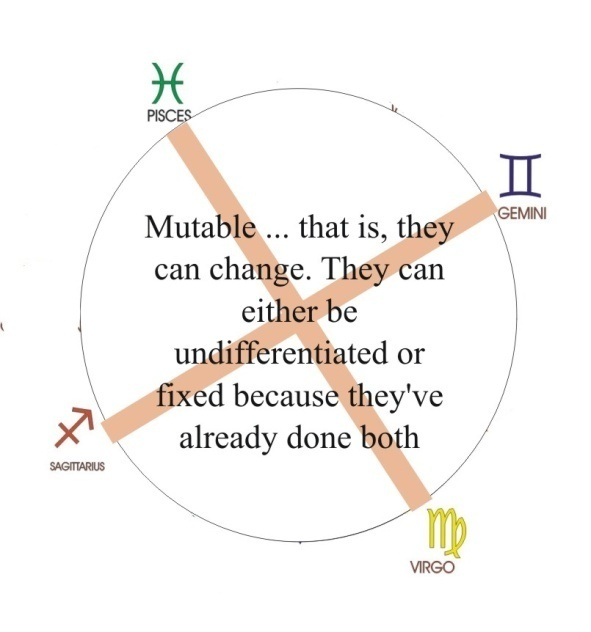 PISCES
GEMINI
Mutable ... that is, they
can change. They can
either be
undifferentiated or
fixed because they've
already done both
SAGITTARIUS
VIRGO